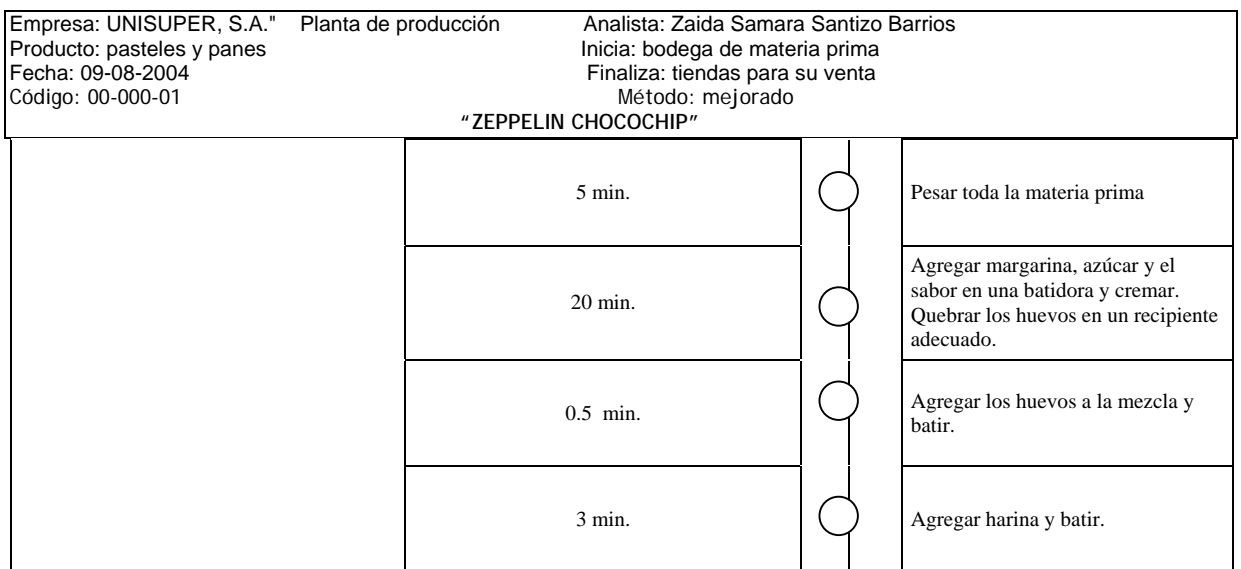 Empresa: UNISUPER, S.A." Planta de producción Analista: Zaida Samara Santizo Barrios
Producto: pasteles y panes Inicia: bodega de materia prima
Fecha: 09-08-2004 Finaliza: tiendas para su venta
Código: 00-000-01 Método: mejorado
"ZEPPELIN CHOCOCHIP"
5 min.
Pesar toda la materia prima
20 min.
Agregar margarina, azúcar y el
sabor en una batidora y cremar.
Quebrar los huevos en un recipiente
adecuado.
0.5 min.
Agregar los huevos a la mezcla y
batir.
3 min.
Agregar harina y batir.